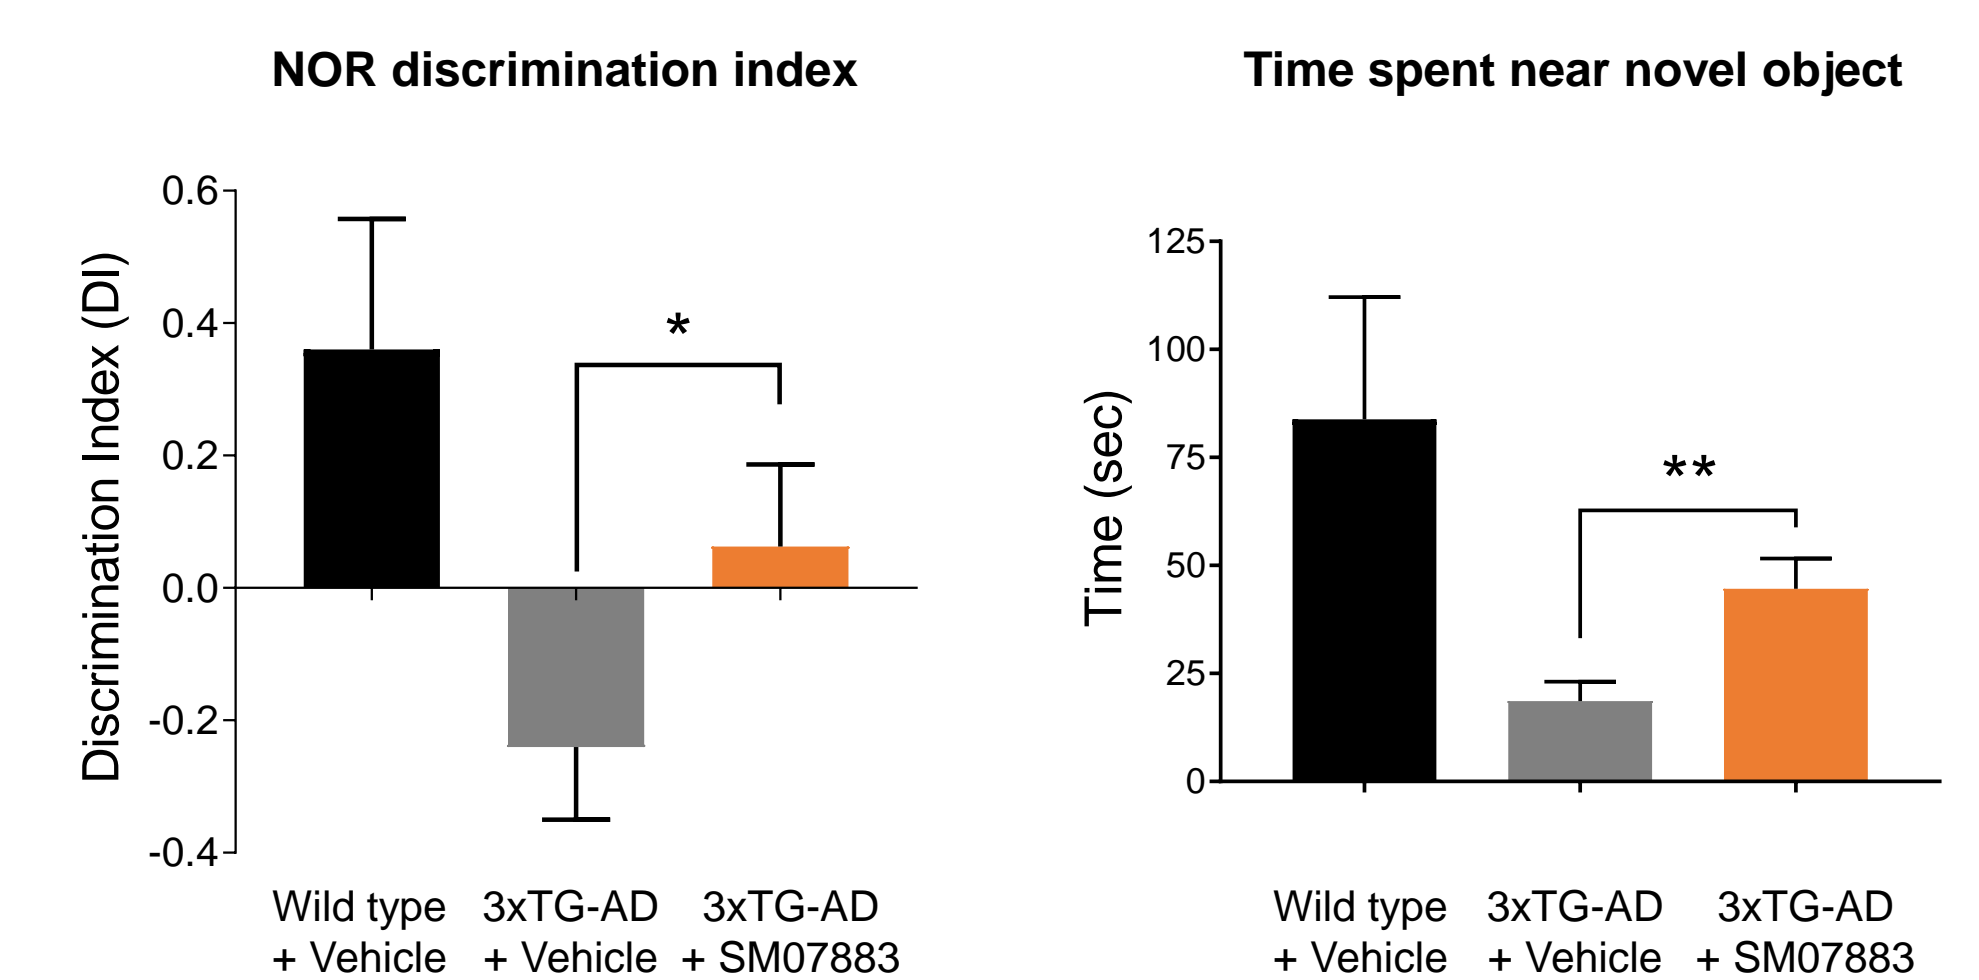 NOR discrimination index
Discrimination Index (DI)
0.6
0.4
0.2
0.0
-0.2
-0.4
*
Wild type
+ Vehicle
3xTG-AD
+ Vehicle
3xTG-AD
+ SM07883
Time spent near novel object
Time (sec)
125
100
75
50
25
0
**
Wild type
+ Vehicle
3xTG-AD
+ Vehicle
3xTG-AD
+ SM07883